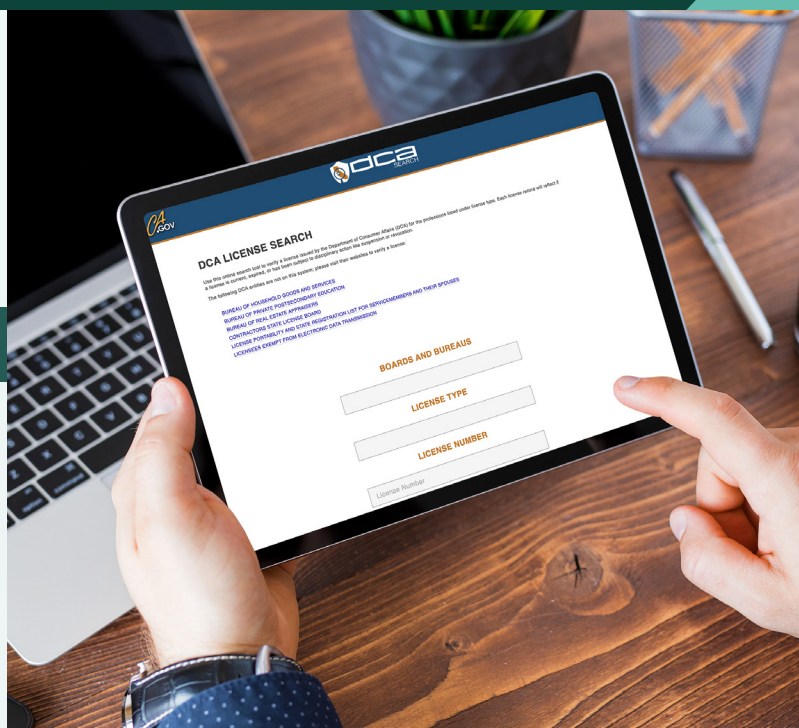 CA
.GOV
dca
SEARCH
DCA LICENSE SEARCH
Use this online search tool to verify a license issued by the Department of Consumer Affairs (DCA) for the professions listed under license type. Each license record will reflect if
a license is current, expired, or has been subject to disciplinary action like suspension or revocation.
The following DCA entities are not on this system; please visit their websites to verify a license:
BUREAU OF HOUSEHOLD GOODS AND SERVICES
BUREAU OF PRIVATE POSTSECONDARY EDUCATION
BUREAU OF REAL ESTATE APPRAISERS
CONTRACTORS STATE LICENSE BOARD
LICENSE PORTABILITY AND STATE REGISTRATION LIST FOR SERVICEMEMBERS AND THEIR SPOUSES
LICENSEES EXEMPT FROM ELECTRONIC DATA TRANSMISSION
BOARDS AND BUREAUS
LICENSE TYPE
LICENSE NUMBER
License Number